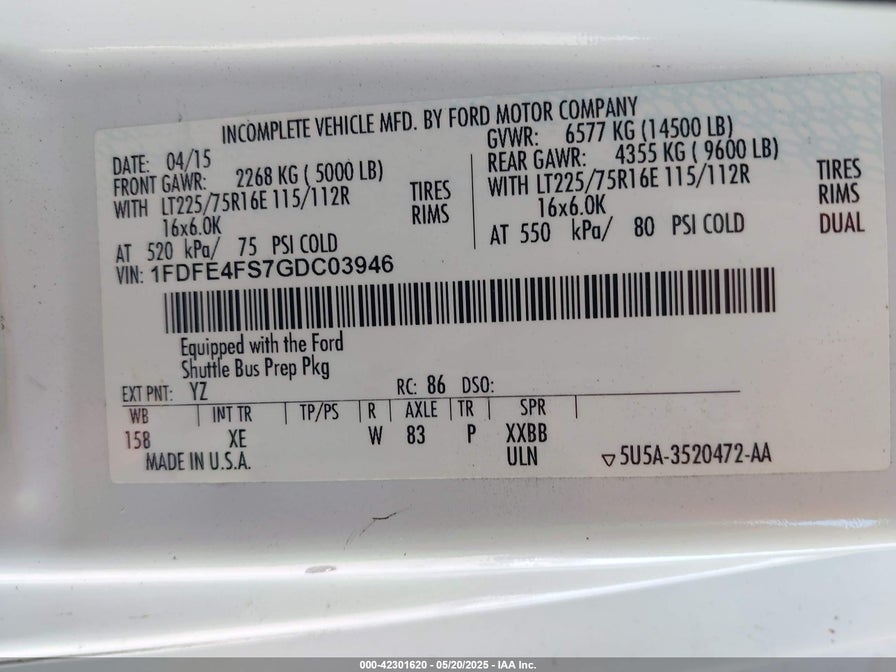 INCOMPLETE VEHICLE MFD. BY FORD MOTOR COMPANY
DATE: 04/15
FRONT GAWR: 2268 KG ( 5000 LB)
WITH LT225/75R16E 115/112R TIRES
16x6.0K RIMS
AT 520 kPa/ 75 PSI COLD
GVWR: 6577 KG (14500 LB)
REAR GAWR: 4355 KG ( 9600 LB)
WITH LT225/75R16E 115/112R TIRES
16x6.0K RIMS
AT 550 kPa/ 80 PSI COLD DUAL
VIN: 1FDFE4FS7GDC03946
Equipped with the Ford
Shuttle Bus Prep Pkg
EXT PNT: YZ RC: 86 DSO:
WB INT TR TP/PS R AXLE TR SPR
158 XE W 83 P XXBB
MADE IN U.S.A. ULN ▽5U5A-3520472-AA
000-42301620 - 05/20/2025 - IAA Inc.